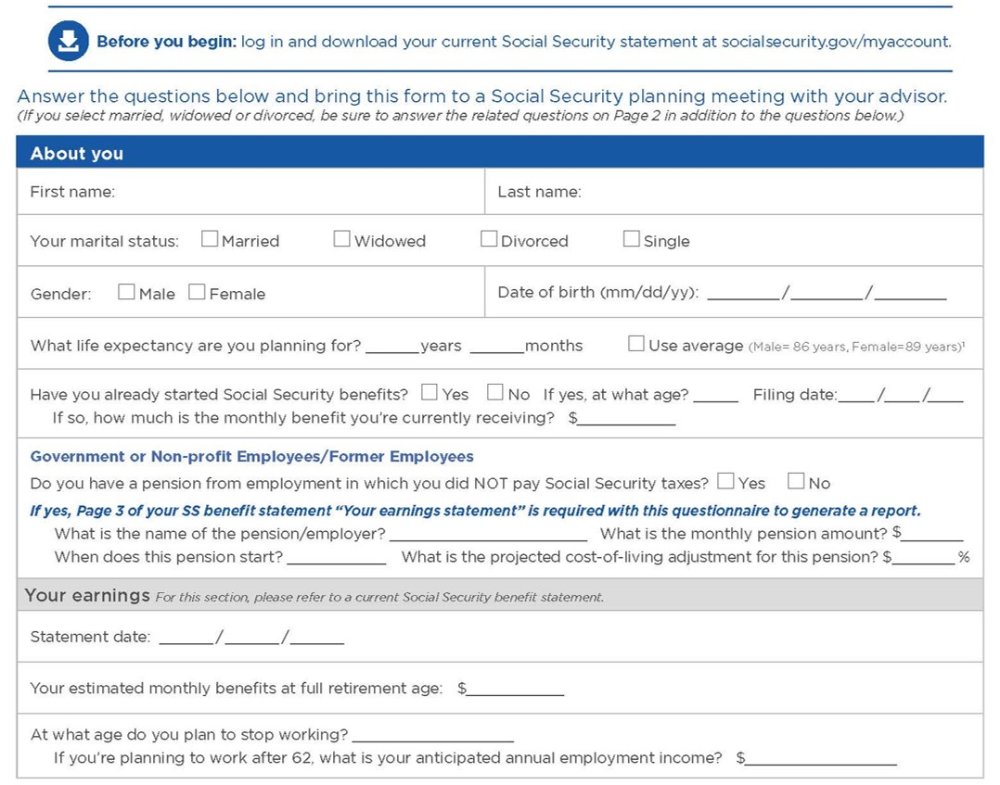 Before you begin: log in and download your current Social Security statement at socialsecurity.gov/myaccount.
Answer the questions below and bring this form to a Social Security planning meeting with your advisor.
(If you select married, widowed or divorced, be sure to answer the related questions on Page 2 in addition to the questions below.)
About you
First name: Last name:
Your marital status: ☐ Married ☐ Widowed ☐ Divorced ☐ Single
Gender: ☐ Male ☐ Female Date of birth (mm/dd/yy): ________/________/________
What life expectancy are you planning for? ______years ______months ☐ Use average (Male= 86 years, Female=89 years)¹
Have you already started Social Security benefits? ☐ Yes ☐ No If yes, at what age? _____ Filing date:____/____/____
If so, how much is the monthly benefit you're currently receiving? $___________
Government or Non-profit Employees/Former Employees
Do you have a pension from employment in which you did NOT pay Social Security taxes? ☐ Yes ☐ No
If yes, Page 3 of your SS benefit statement “Your earnings statement” is required with this questionnaire to generate a report.
What is the name of the pension/employer? ______________________ What is the monthly pension amount? $_______
When does this pension start? ___________ What is the projected cost-of-living adjustment for this pension? $_______ %
Your earnings For this section, please refer to a current Social Security benefit statement.
Statement date: ______/______/______
Your estimated monthly benefits at full retirement age: $___________
At what age do you plan to stop working? __________________
If you're planning to work after 62, what is your anticipated annual employment income? $_________________